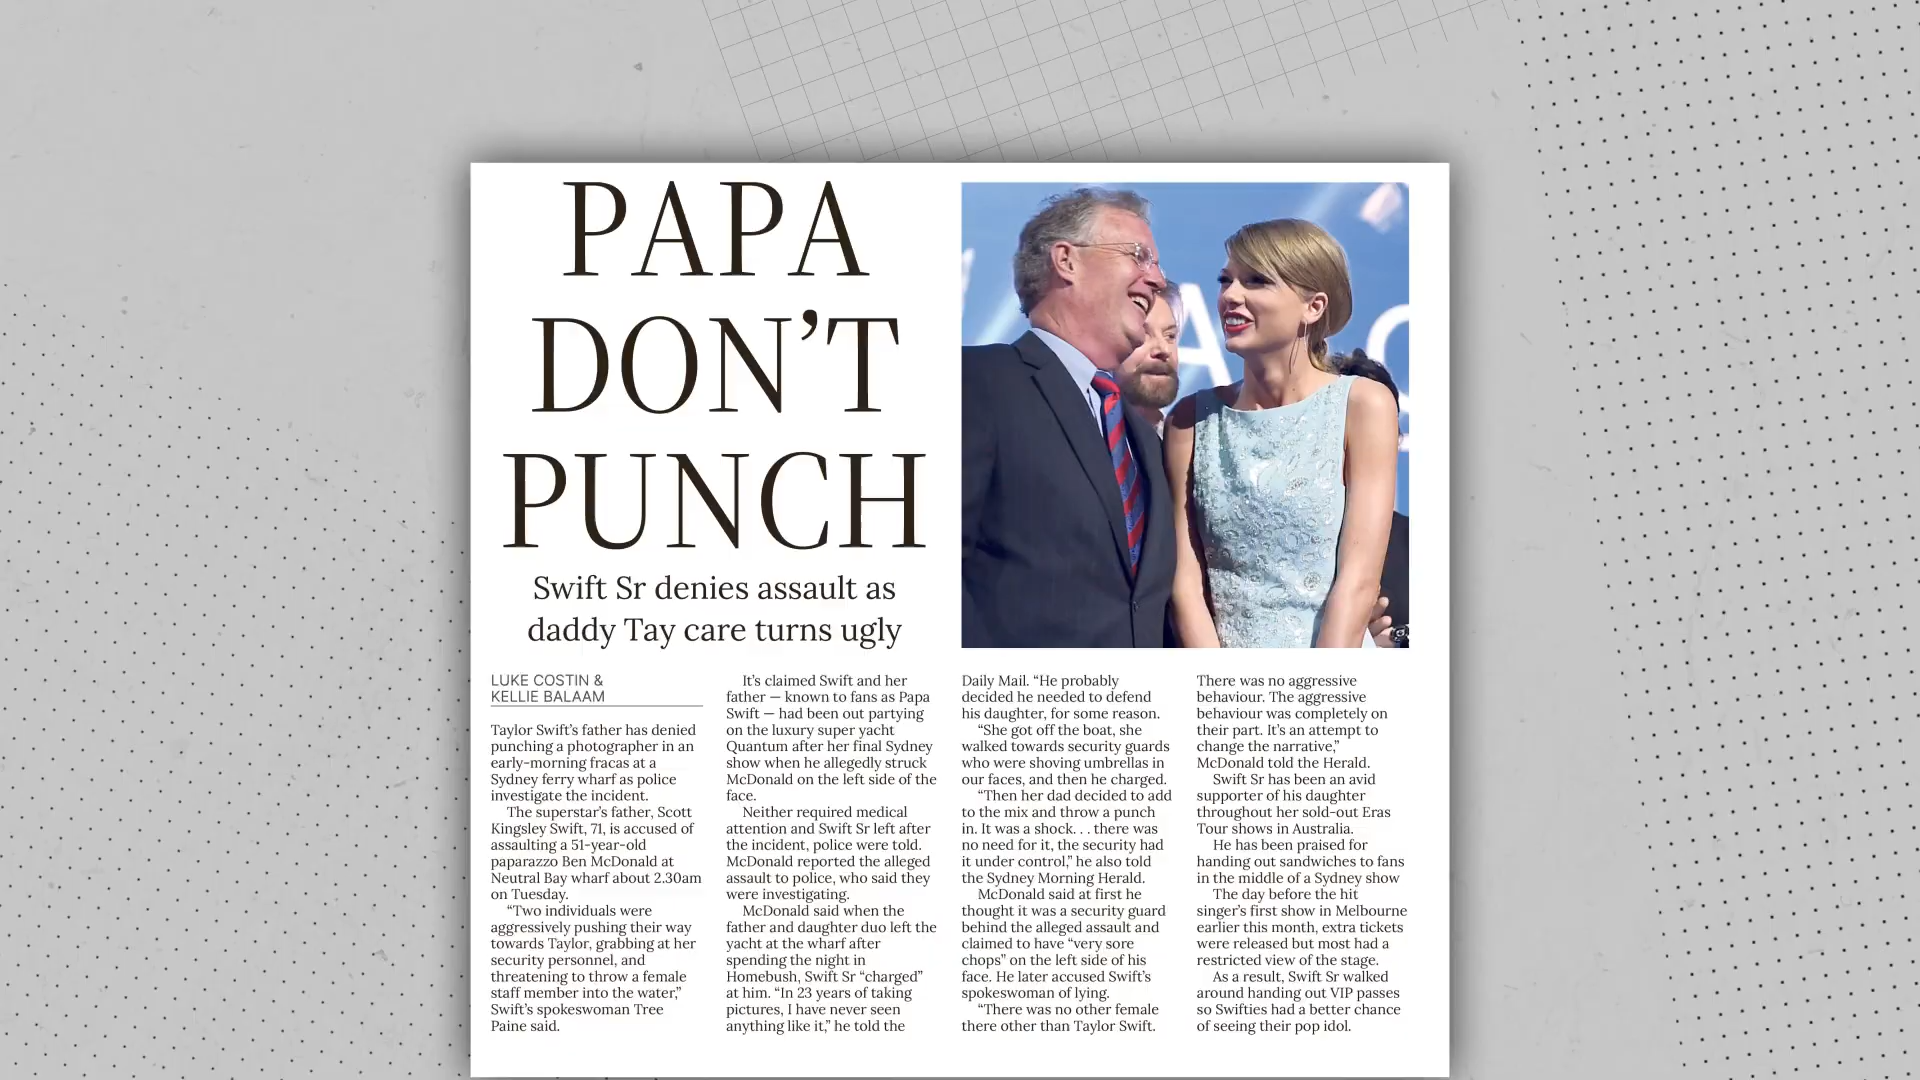 PAPA
DON'T
PUNCH
Swift Sr denies assault as
daddy Tay care turns ugly
LUKE COSTIN &
KELLIE BALAAM
Taylor Swift's father has denied
punching a photographer in an
early-morning fracas at a
Sydney ferry wharf as police
investigate the incident.
The superstar's father, Scott
Kingsley Swift, 71, is accused of
assaulting a 51-year-old
paparazzo Ben McDonald at
Neutral Bay wharf about 2.30am
on Tuesday.
“Two individuals were
aggressively pushing their way
towards Taylor, grabbing at her
security personnel, and
threatening to throw a female
staff member into the water,”
Swift's spokeswoman Tree
Paine said.
It's claimed Swift and her
father — known to fans as Papa
Swift — had been out partying
on the luxury super yacht
Quantum after her final Sydney
show when he allegedly struck
McDonald on the left side of the
face.
Neither required medical
attention and Swift Sr left after
the incident, police were told.
McDonald reported the alleged
assault to police, who said they
were investigating.
McDonald said when the
father and daughter duo left the
yacht at the wharf after
spending the night in
Homebush, Swift Sr “charged”
at him. “In 23 years of taking
pictures, I have never seen
anything like it,” he told the
Daily Mail. “He probably
decided he needed to defend
his daughter, for some reason.
“She got off the boat, she
walked towards security guards
who were shoving umbrellas in
our faces, and then he charged.
“Then her dad decided to add
to the mix and throw a punch
in. It was a shock. . . there was
no need for it, the security had
it under control,” he also told
the Sydney Morning Herald.
McDonald said at first he
thought it was a security guard
behind the alleged assault and
claimed to have “very sore
chops” on the left side of his
face. He later accused Swift's
spokeswoman of lying.
“There was no other female
there other than Taylor Swift.
There was no aggressive
behaviour. The aggressive
behaviour was completely on
their part. It's an attempt to
change the narrative,”
McDonald told the Herald.
Swift Sr has been an avid
supporter of his daughter
throughout her sold-out Eras
Tour shows in Australia.
He has been praised for
handing out sandwiches to fans
in the middle of a Sydney show
The day before the hit
singer's first show in Melbourne
earlier this month, extra tickets
were released but most had a
restricted view of the stage.
As a result, Swift Sr walked
around handing out VIP passes
so Swifties had a better chance
of seeing their pop idol.